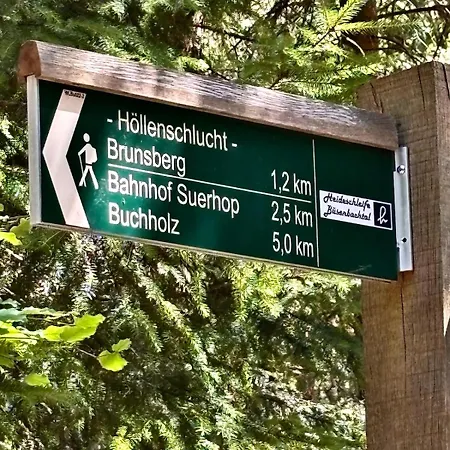 - Höllenschlucht -
Brunsberg 1,2 km
Bahnhof Suerhop 2,5 km
Buchholz 5,0 km
Heideschleife
Büsenbachtal
h